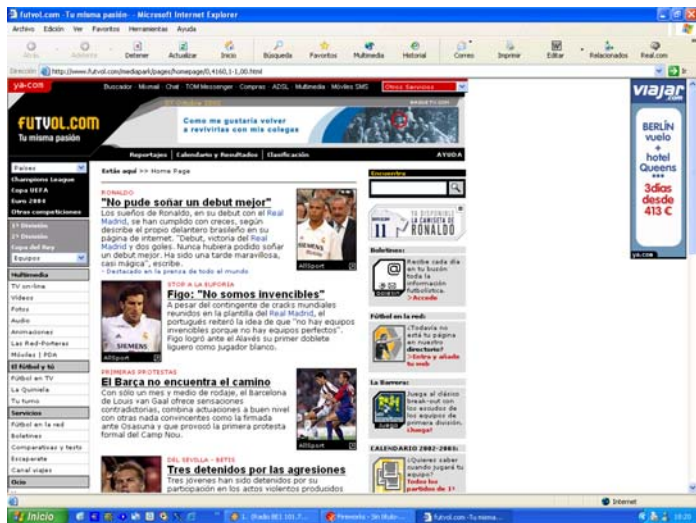 futvol.com -Tu misma pasión- - Microsoft Internet Explorer
Archivo Edición Ver Favoritos Herramientas Ayuda
Atrás Adelante Detener Actualizar Inicio Búsqueda Favoritos Multimedia Historial Correo Imprimir Editar Relacionados Real.com
Dirección http://www.futvol.com/mediapark/pages/homepage/0,4160,1-1,00.html
ya.com
Buscador Mixmail Chat TOM Messenger Compras ADSL Multimedia Móviles SMS Otros Servicios
FUTVOL.COM
Tu misma pasión
Como me gustaría volver
a revivirlas con mis colegas
Reportajes | Calendario y Resultados | Clasificación AYUDA
Países
Champions League
Copa UEFA
Euro 2004
Otras competiciones
1ª División
2ª División
Copa del Rey
Equipos
Multimedia
TV on-line
Vídeos
Fotos
Audio
Animaciones
Las Red-Porteras
Móviles | PDA
El fútbol y tú
Fútbol en TV
La Quiniela
Tu turno
Servicios
Fútbol en la red
Boletines
Comparativas y tests
Escaparate
Canal viajes
Ocio
Estás aquí >> Home Page
RONALDO
"No pude soñar un debut mejor"
Los sueños de Ronaldo, en su debut con el Real
Madrid, se han cumplido con creces, según
describe el propio delantero brasileño en su
página de internet. "Debut, victoria del Real
Madrid y dos goles. Nunca hubiera podido soñar
un debut mejor. Ha sido una tarde maravillosa,
casi mágica", escribe.
- Destacado en la prensa de todo el mundo
SIEMENS
AllSport
STOP A LA EUFORIA
Figo: "No somos invencibles"
A pesar del contingente de cracks mundiales
reunidos en la plantilla del Real Madrid, el
portugués reiteró la idea de que "no hay equipos
invencibles porque no hay equipos perfectos".
Figo logró ante el Alavés su primer doblete
liguero como jugador blanco.
SIEMENS
AllSport
PRIMERAS PROTESTAS
El Barça no encuentra el camino
Con sólo un mes y medio de rodaje, el Barcelona
de Louis van Gaal ofrece sensaciones
contradictorias, combina actuaciones a buen nivel
con otras nada convincentes como la firmada
ante Osasuna y que provocó la primera protesta
formal del Camp Nou.
AllSport
DEL SEVILLA - BETIS
Tres detenidos por las agresiones
Tres jóvenes han sido detenidos por su
participación en los actos violentos producidos
Encuentra
YA DISPONIBLE
LA CAMISETA DE
RONALDO
11
Boletines:
Recibe cada día
en tu buzón
toda la
información
futbolística.
>Accede
Fútbol en la red:
¿Todavía no
está tu página
en nuestro
directorio?
>Entra y añade
tu web
La Barrera:
Juega al clásico
break-out con
los escudos de
los equipos de
primera división.
¡Juega!
Juego
CALENDARIO 2002-2003:
¿Quieres saber
cuándo jugará tu
equipo?
Todos los
partidos de 1ª
viajar
.com
BERLÍN
vuelo
+
hotel
Queens
***
3días
desde
413 €
ya.com
Internet
Inicio
1. (Radio BE1 101.7...
Fireworks - Sin título-...
futvol.com -Tu misma...
18:20